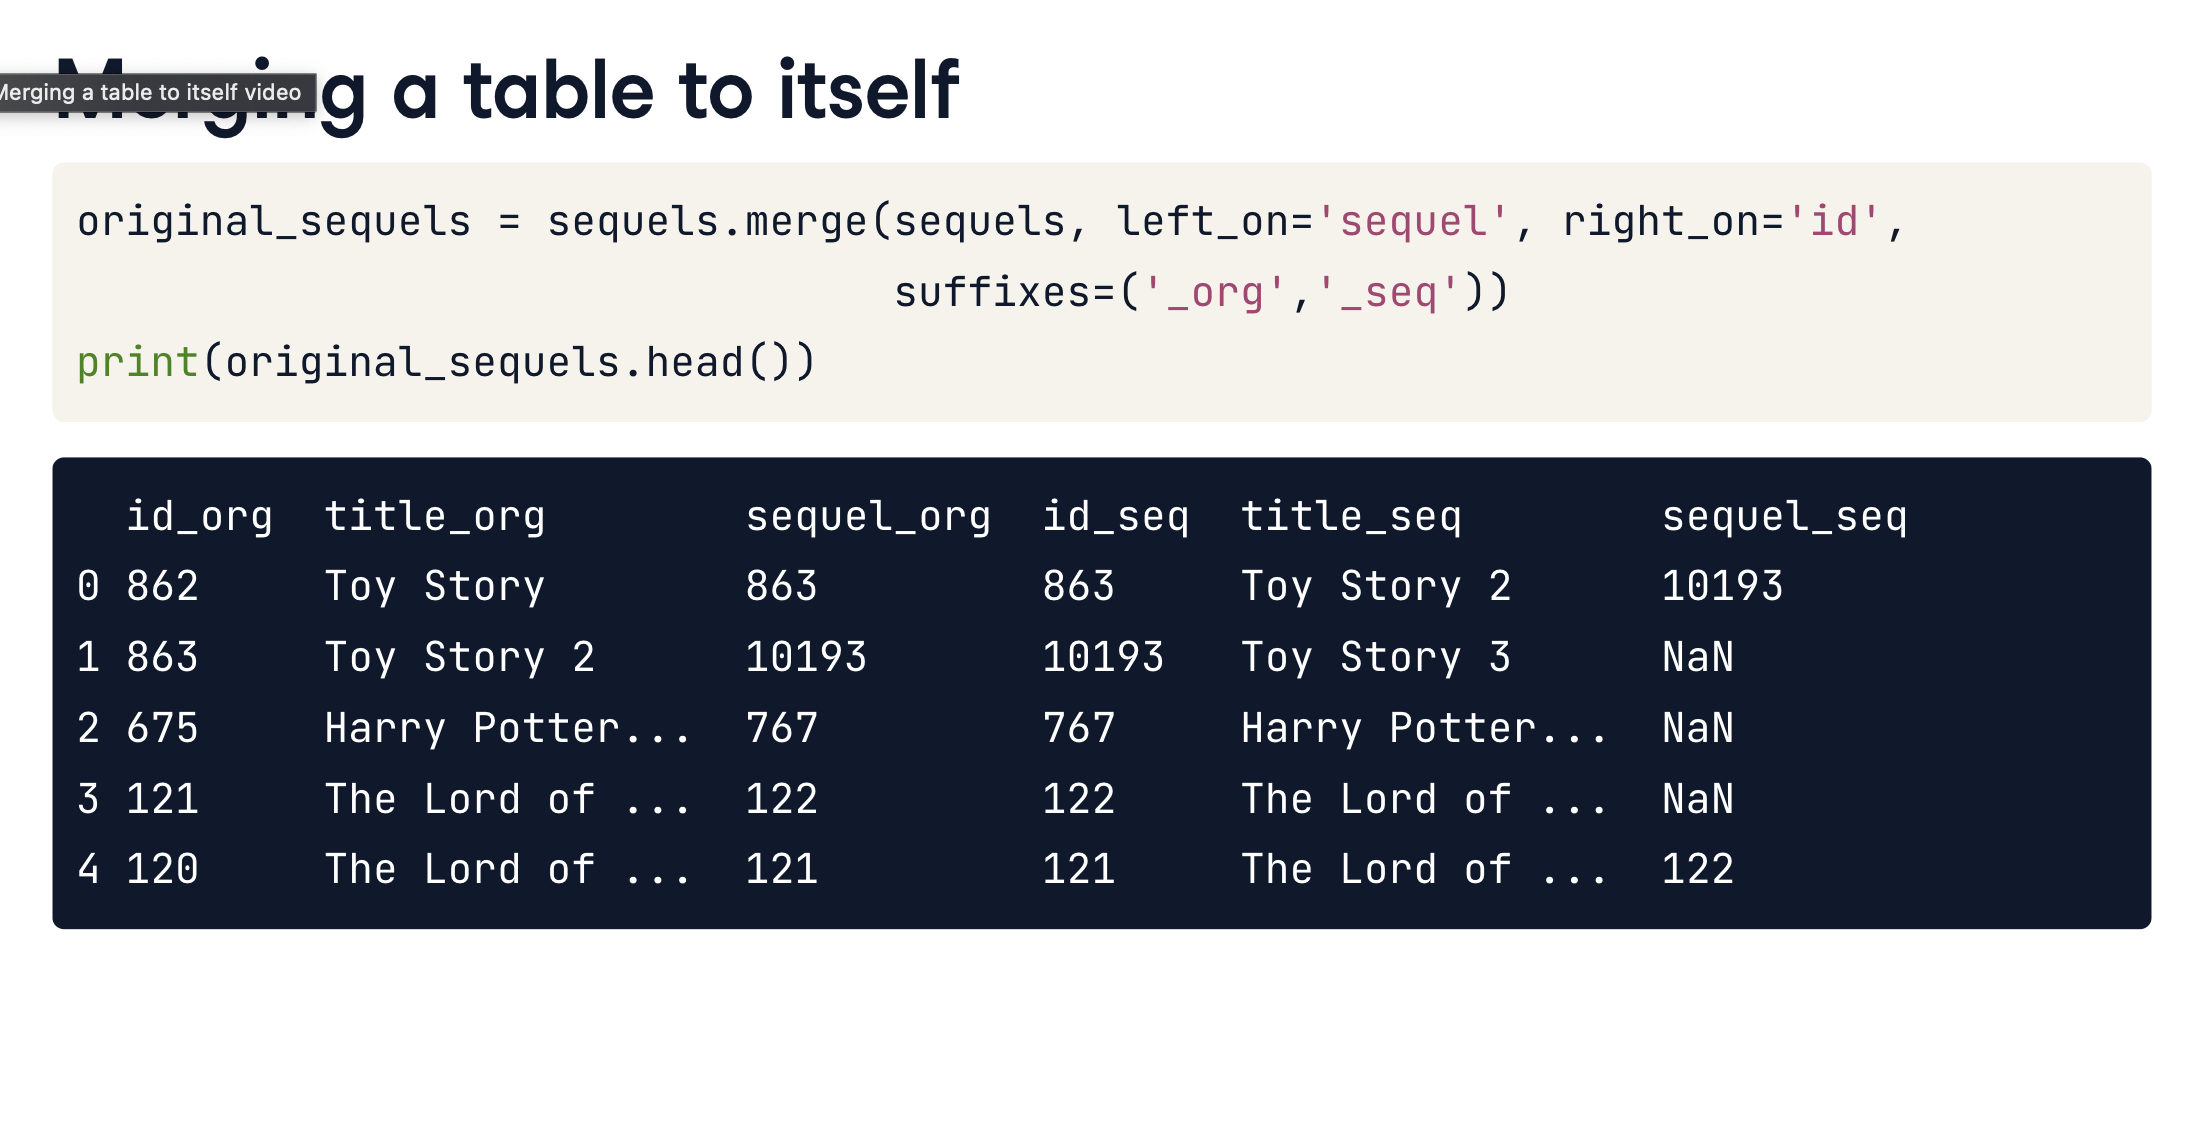 Merging a table to itself
Merging a table to itself video
original_sequels = sequels.merge(sequels, left_on='sequel', right_on='id',
suffixes=('_org','_seq'))
print(original_sequels.head())
id_org title_org sequel_org id_seq title_seq sequel_seq
0 862 Toy Story 863 863 Toy Story 2 10193
1 863 Toy Story 2 10193 10193 Toy Story 3 NaN
2 675 Harry Potter... 767 767 Harry Potter... NaN
3 121 The Lord of ... 122 122 The Lord of ... NaN
4 120 The Lord of ... 121 121 The Lord of ... 122